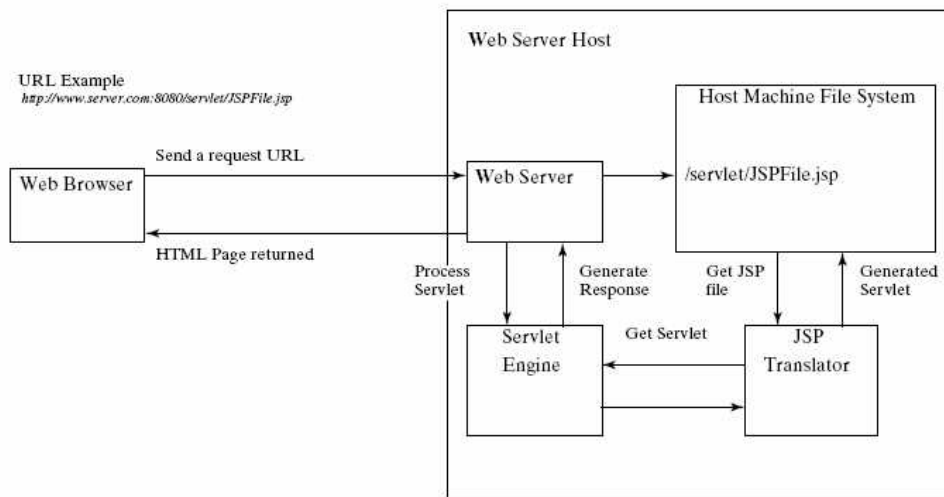 Web Server Host
URL Example
http://www.server.com:8080/servlet/JSPFile.jsp
Host Machine File System
Send a request URL
Web Browser
Web Server
/servlet/JSPFile.jsp
HTML Page returned
Process
Servlet
Generate
Response
Get JSP
file
Generated
Servlet
Servlet
Engine
Get Servlet
JSP
Translator